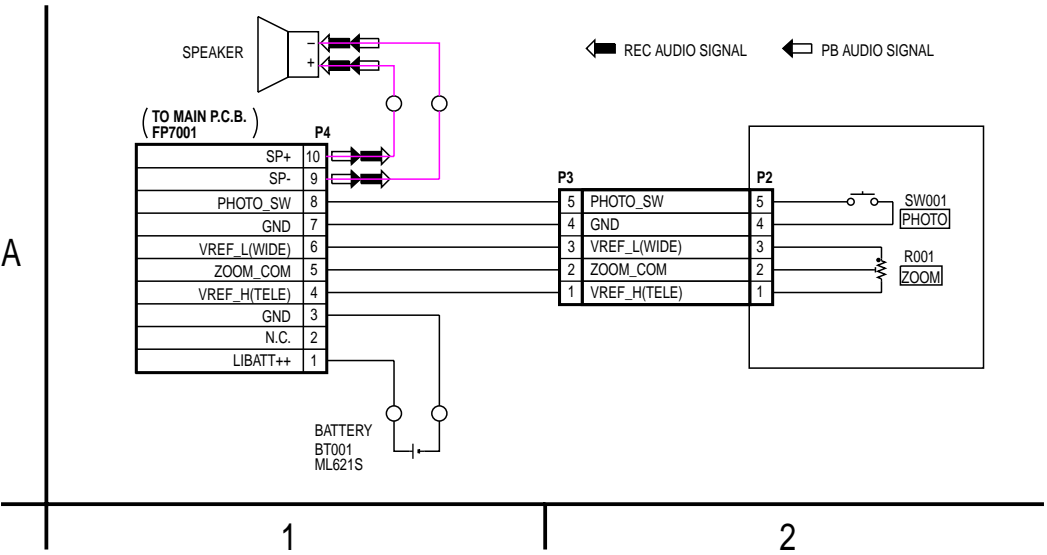 SPEAKER
–
+
REC AUDIO SIGNAL
PB AUDIO SIGNAL
(TO MAIN P.C.B.
FP7001)
P4
SP+ 10
SP- 9
PHOTO_SW 8
GND 7
VREF_L(WIDE) 6
ZOOM_COM 5
VREF_H(TELE) 4
GND 3
N.C. 2
LIBATT++ 1
P3
P2
5 PHOTO_SW 5
4 GND 4
3 VREF_L(WIDE) 3
2 ZOOM_COM 2
1 VREF_H(TELE) 1
SW001
PHOTO
R001
ZOOM
BATTERY
BT001
ML621S
A
1
2